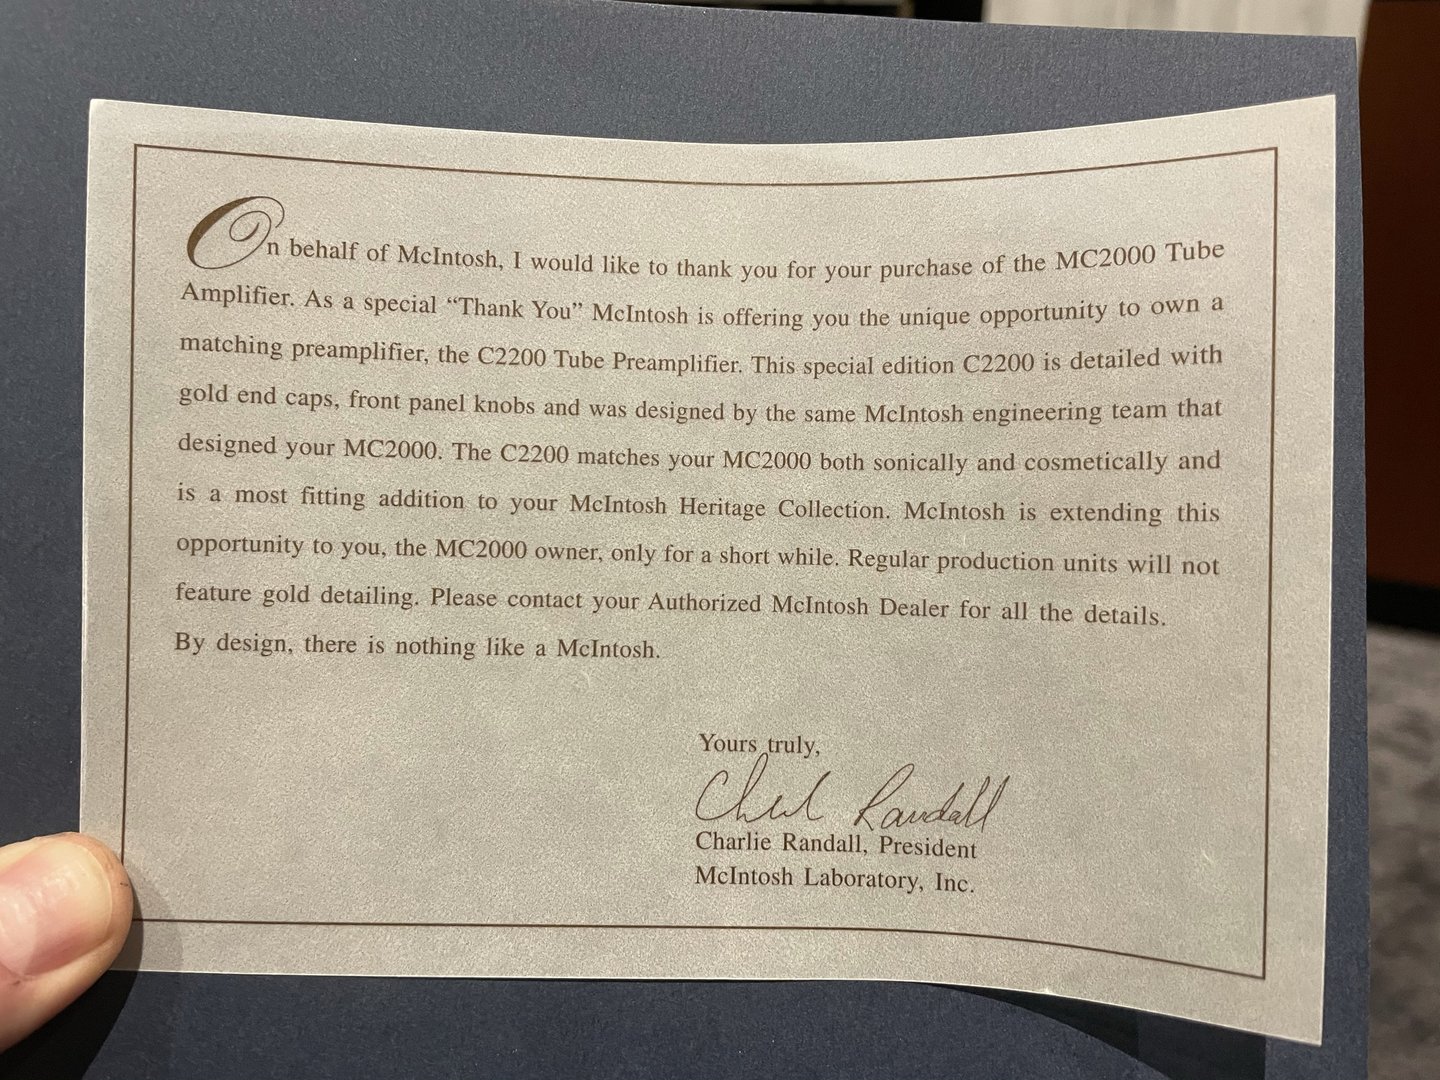 On behalf of McIntosh, I would like to thank you for your purchase of the MC2000 Tube
Amplifier. As a special “Thank You” McIntosh is offering you the unique opportunity to own a
matching preamplifier, the C2200 Tube Preamplifier. This special edition C2200 is detailed with
gold end caps, front panel knobs and was designed by the same McIntosh engineering team that
designed your MC2000. The C2200 matches your MC2000 both sonically and cosmetically and
is a most fitting addition to your McIntosh Heritage Collection. McIntosh is extending this
opportunity to you, the MC2000 owner, only for a short while. Regular production units will not
feature gold detailing. Please contact your Authorized McIntosh Dealer for all the details.
By design, there is nothing like a McIntosh.
Yours truly,
Charlie Randall
Charlie Randall, President
McIntosh Laboratory, Inc.